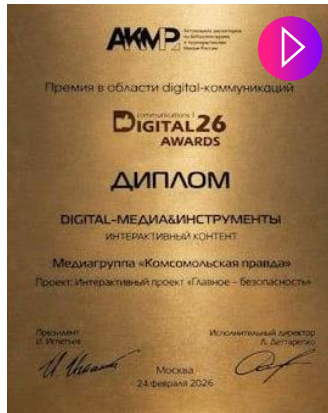 АКМР
Премия в области digital-коммуникаций
communications
DIGITAL26
AWARDS
ДИПЛОМ
DIGITAL-МЕДИА&ИНСТРУМЕНТЫ
ИНТЕРАКТИВНЫЙ КОНТЕНТ
Медиагруппа «Комсомольская правда»
Проект: Интерактивный проект «Главное – безопасность»
Президент
Исполнительный директор
И. Игнатьев
Москва
24 февраля 2026